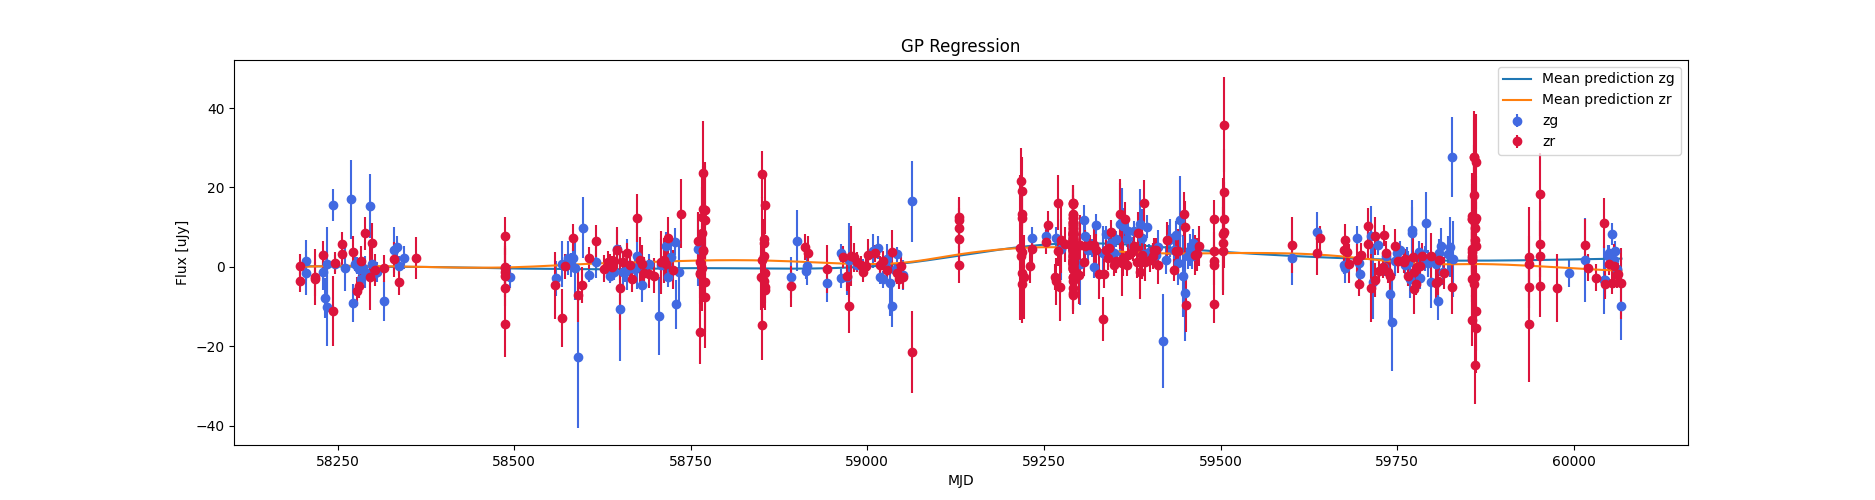 GP Regression
Mean prediction zg
Mean prediction zr
zg
zr
Flux [uJy]
40
20
0
−20
−40
58250
58500
58750
59000
59250
59500
59750
60000
MJD